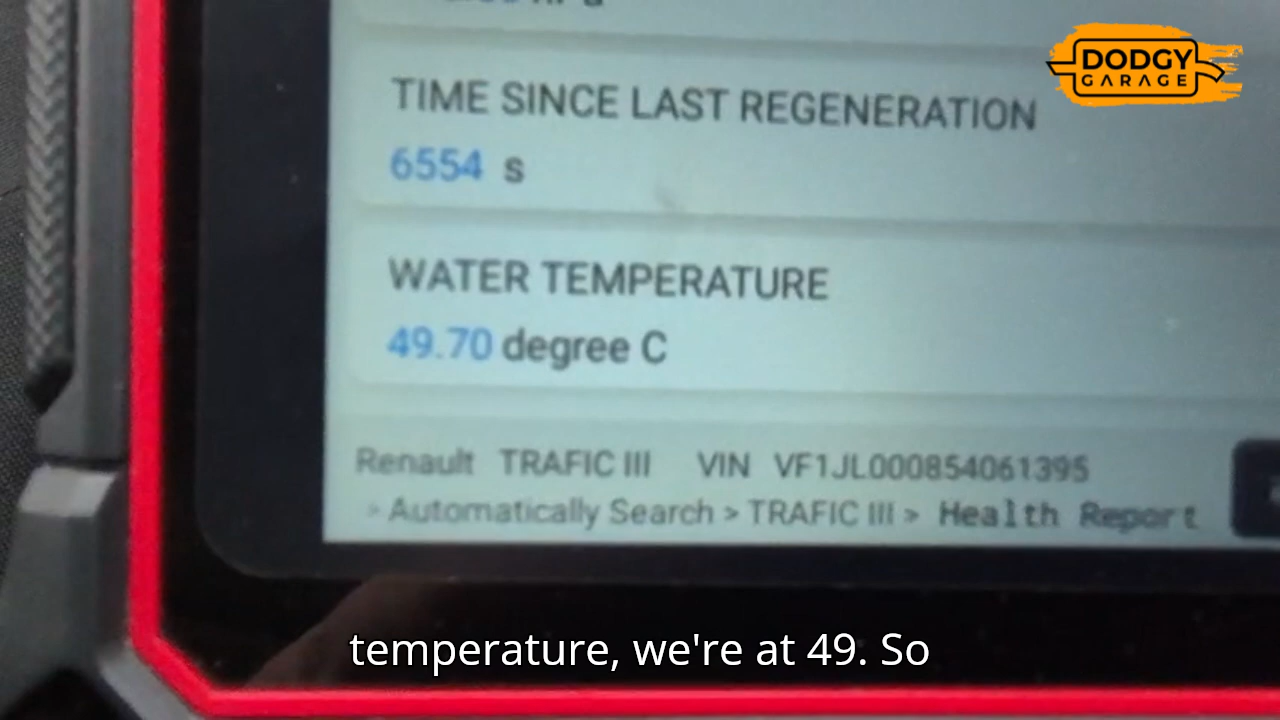 DODGY
GARAGE
TIME SINCE LAST REGENERATION
6554 s
WATER TEMPERATURE
49.70 degree C
Renault TRAFIC III VIN VF1JL000854061395
> Automatically Search > TRAFIC III > Health Report
temperature, we're at 49. So